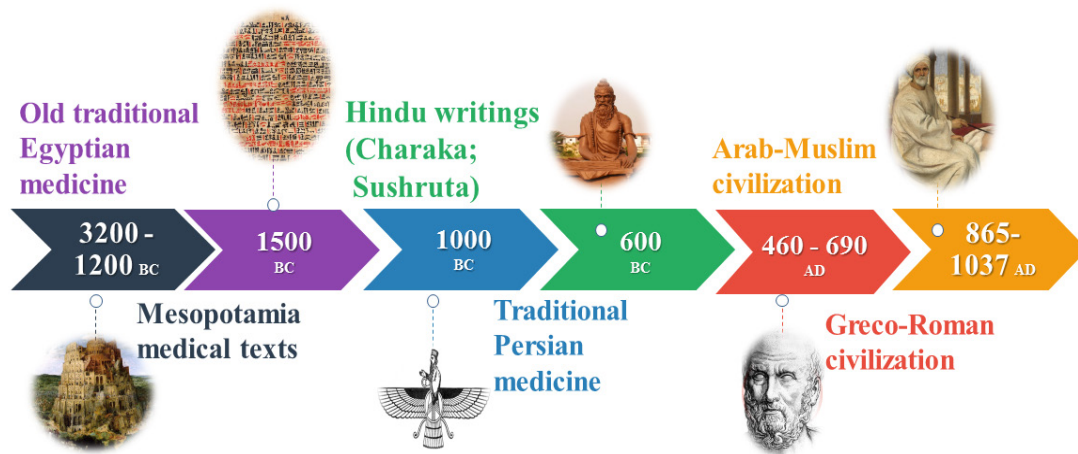 Old traditional
Egyptian
medicine
Hindu writings
(Charaka;
Sushruta)
Arab-Muslim
civilization
3200 -
1200 BC
1500
BC
1000
BC
600
BC
460 - 690
AD
865-
1037 AD
Mesopotamia
medical texts
Traditional
Persian
medicine
Greco-Roman
civilization